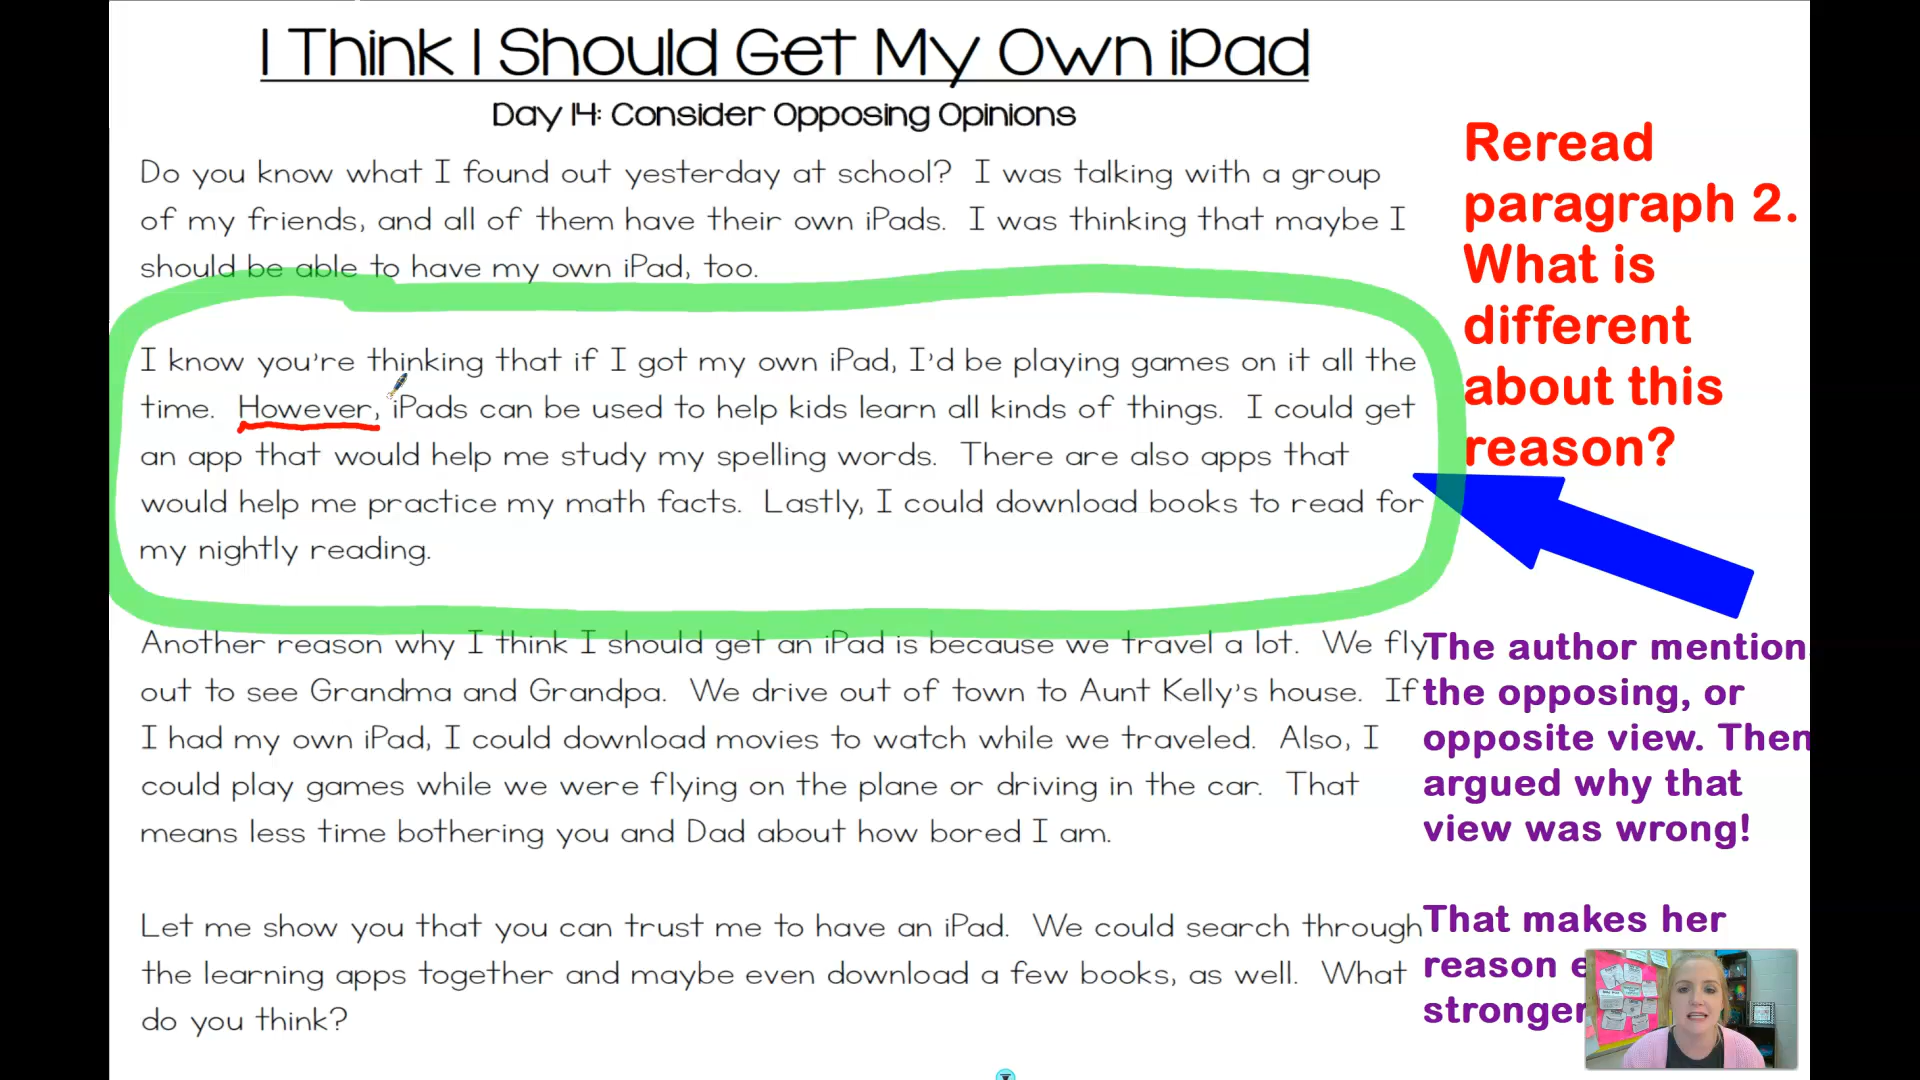 I Think I Should Get My Own iPad
Day 14: Consider Opposing Opinions
Do you know what I found out yesterday at school? I was talking with a group
of my friends, and all of them have their own iPads. I was thinking that maybe I
should be able to have my own iPad, too.
I know you're thinking that if I got my own iPad, I'd be playing games on it all the
time. However, iPads can be used to help kids learn all kinds of things. I could get
an app that would help me study my spelling words. There are also apps that
would help me practice my math facts. Lastly, I could download books to read for
my nightly reading.
Another reason why I think I should get an iPad is because we travel a lot. We fly
out to see Grandma and Grandpa. We drive out of town to Aunt Kelly's house. If
I had my own iPad, I could download movies to watch while we traveled. Also, I
could play games while we were flying on the plane or driving in the car. That
means less time bothering you and Dad about how bored I am.
Let me show you that you can trust me to have an iPad. We could search through
the learning apps together and maybe even download a few books, as well. What
do you think?
Reread
paragraph 2.
What is
different
about this
reason?
The author mention
the opposing, or
opposite view. Then
argued why that
view was wrong!
That makes her
reason
stronger